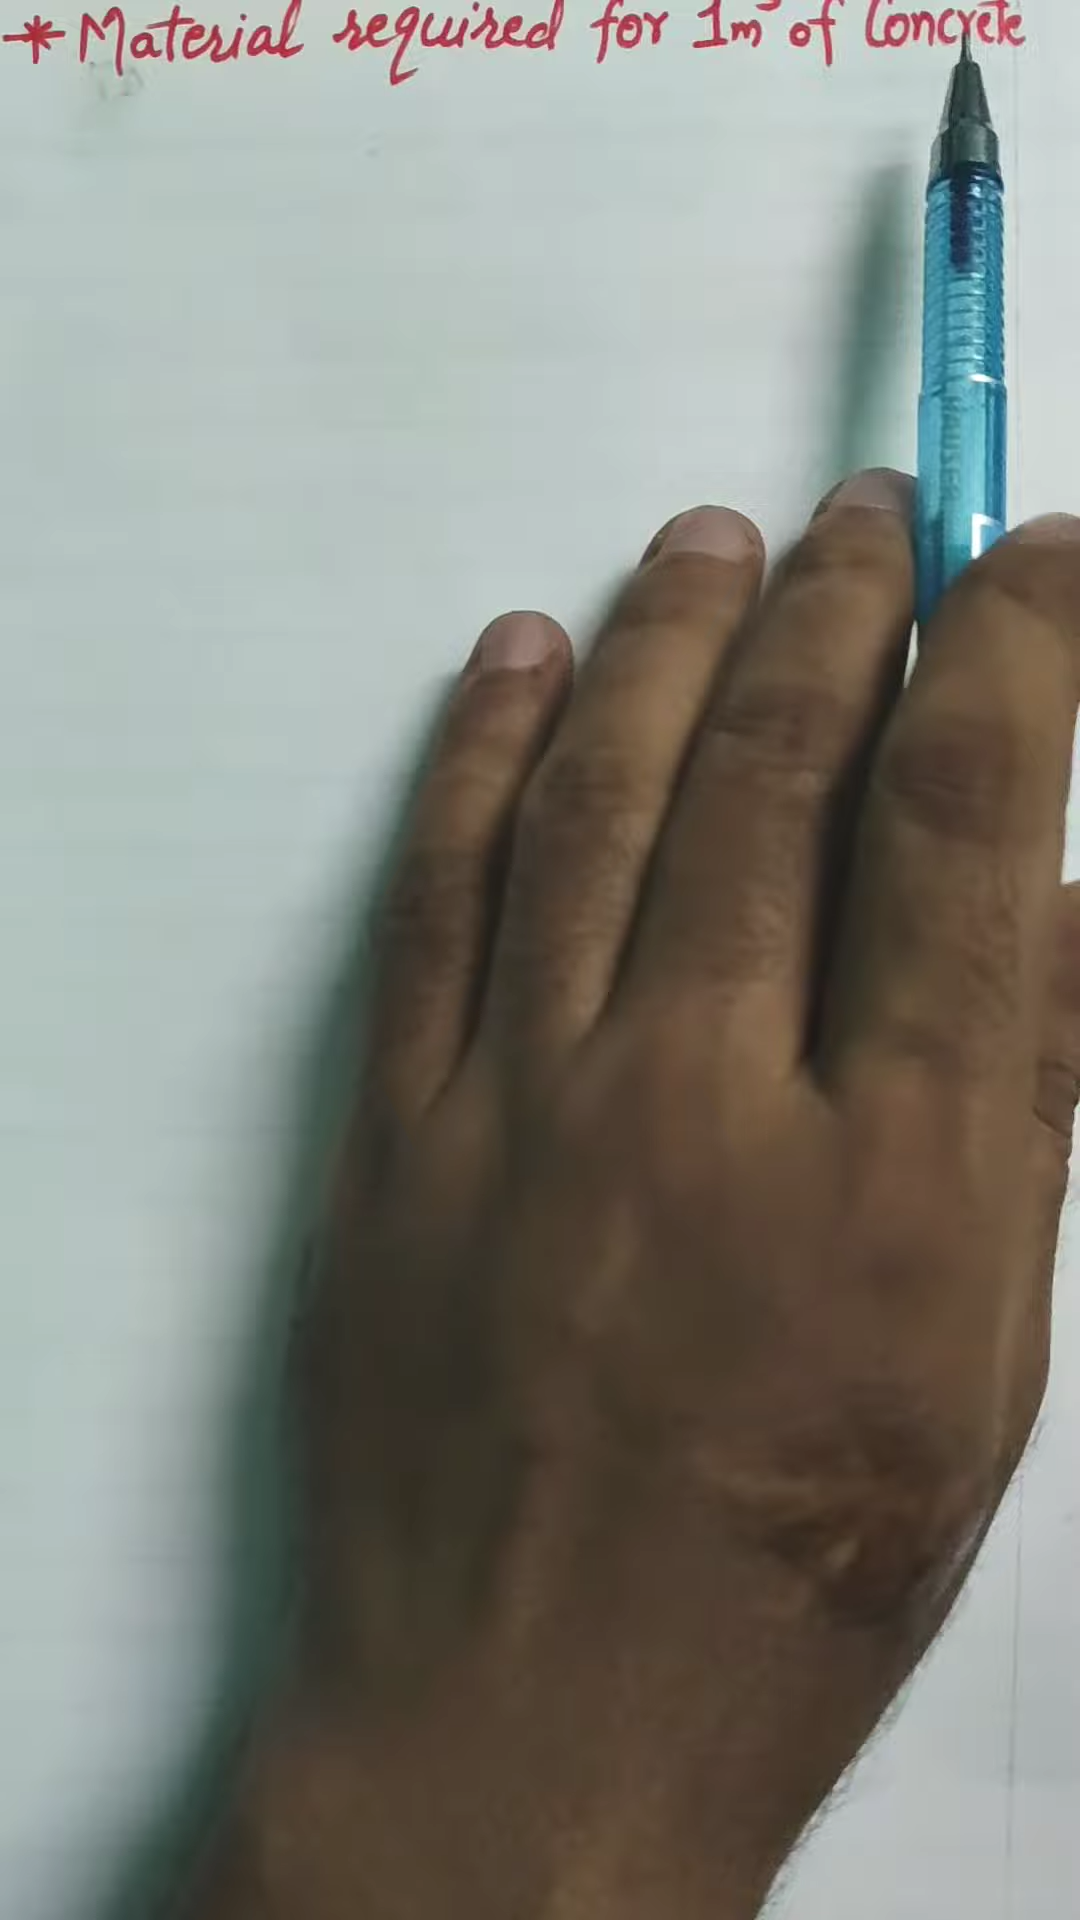 * Material required for 1m³ of Concrete